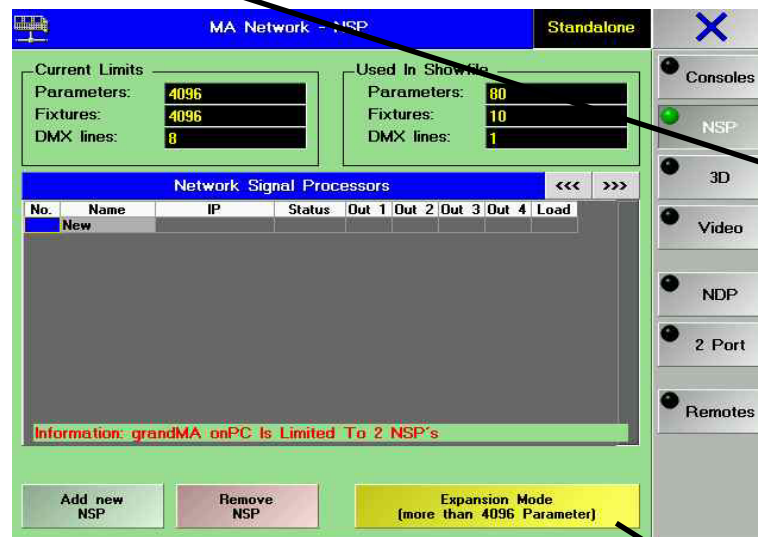 MA Network - NSP
Standalone
Current Limits
Parameters: 4096
Fixtures: 4096
DMX lines: 8
Used In Showfile
Parameters: 80
Fixtures: 10
DMX lines: 1
Network Signal Processors
<<< >>>
No. Name IP Status Out 1 Out 2 Out 3 Out 4 Load
New
Information: grandMA onPC Is Limited To 2 NSP's
Add new
NSP
Remove
NSP
Expansion Mode
(more than 4096 Parameter)
Consoles
NSP
3D
Video
NDP
2 Port
Remotes